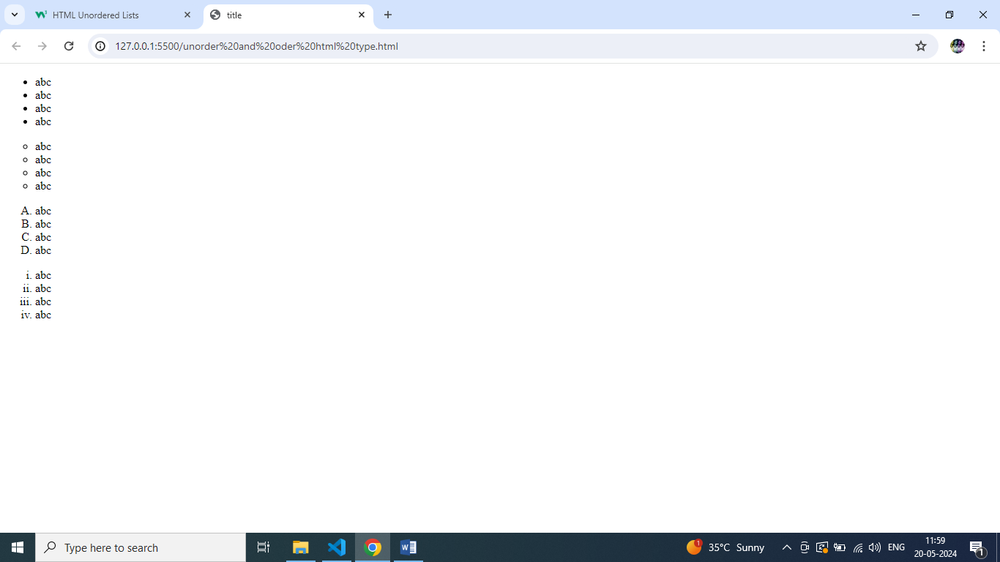 HTML Unordered Lists
title
127.0.0.1:5500/unorder%20and%20oder%20html%20type.html
• abc
• abc
• abc
• abc
○ abc
○ abc
○ abc
○ abc
A. abc
B. abc
C. abc
D. abc
i. abc
ii. abc
iii. abc
iv. abc
Type here to search
1
35°C Sunny
ENG
11:59
20-05-2024
1